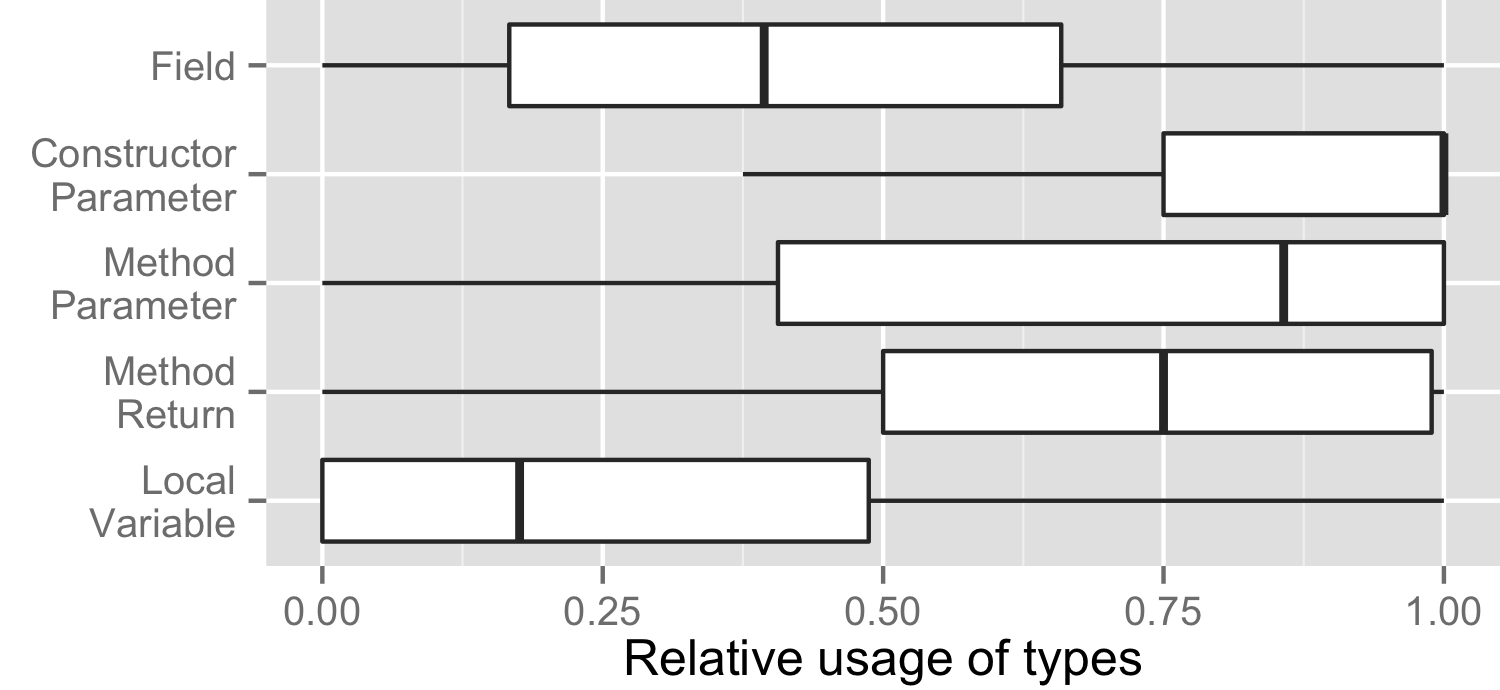 Field
Constructor
Parameter
Method
Parameter
Method
Return
Local
Variable
0.00 0.25 0.50 0.75 1.00
Relative usage of types